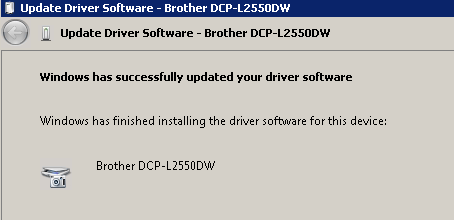 Update Driver Software - Brother DCP-L2550DW
Update Driver Software - Brother DCP-L2550DW
Windows has successfully updated your driver software
Windows has finished installing the driver software for this device:
Brother DCP-L2550DW